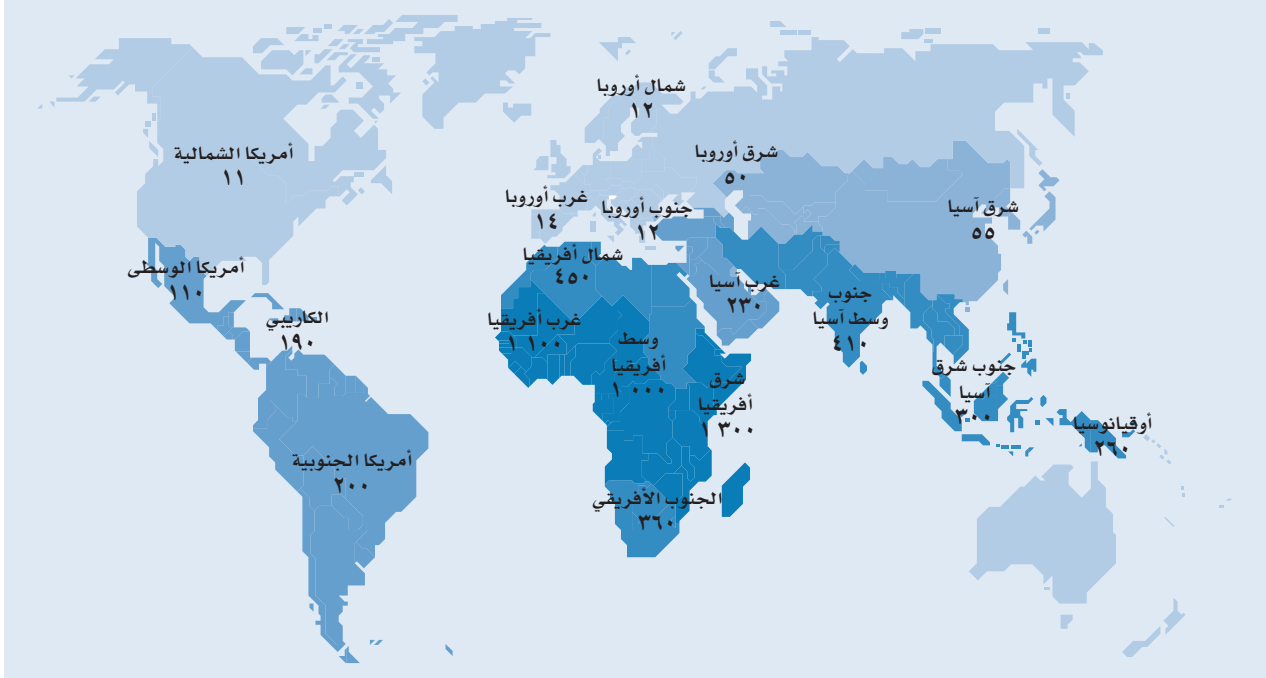 شمال أوروبا
١٢
أمريكا الشمالية
١١
شرق أوروبا
٥٠
غرب أوروبا
١٤
جنوب أوروبا
١٢
شرق آسيا
٥٥
أمريكا الوسطى
١١٠
شمال أفريقيا
٤٥٠
غرب آسيا
٢٣٠
جنوب
وسط آسيا
٤١٠
الكاريبي
١٩٠
غرب أفريقيا
١ ١٠٠
وسط
أفريقيا
١ ٠٠٠
شرق
أفريقيا
١ ٣٠٠
جنوب شرق
آسيا
٣٠٠
أوقيانوسيا
٢٦٠
أمريكا الجنوبية
٢٠٠
الجنوب الأفريقي
٣٦٠